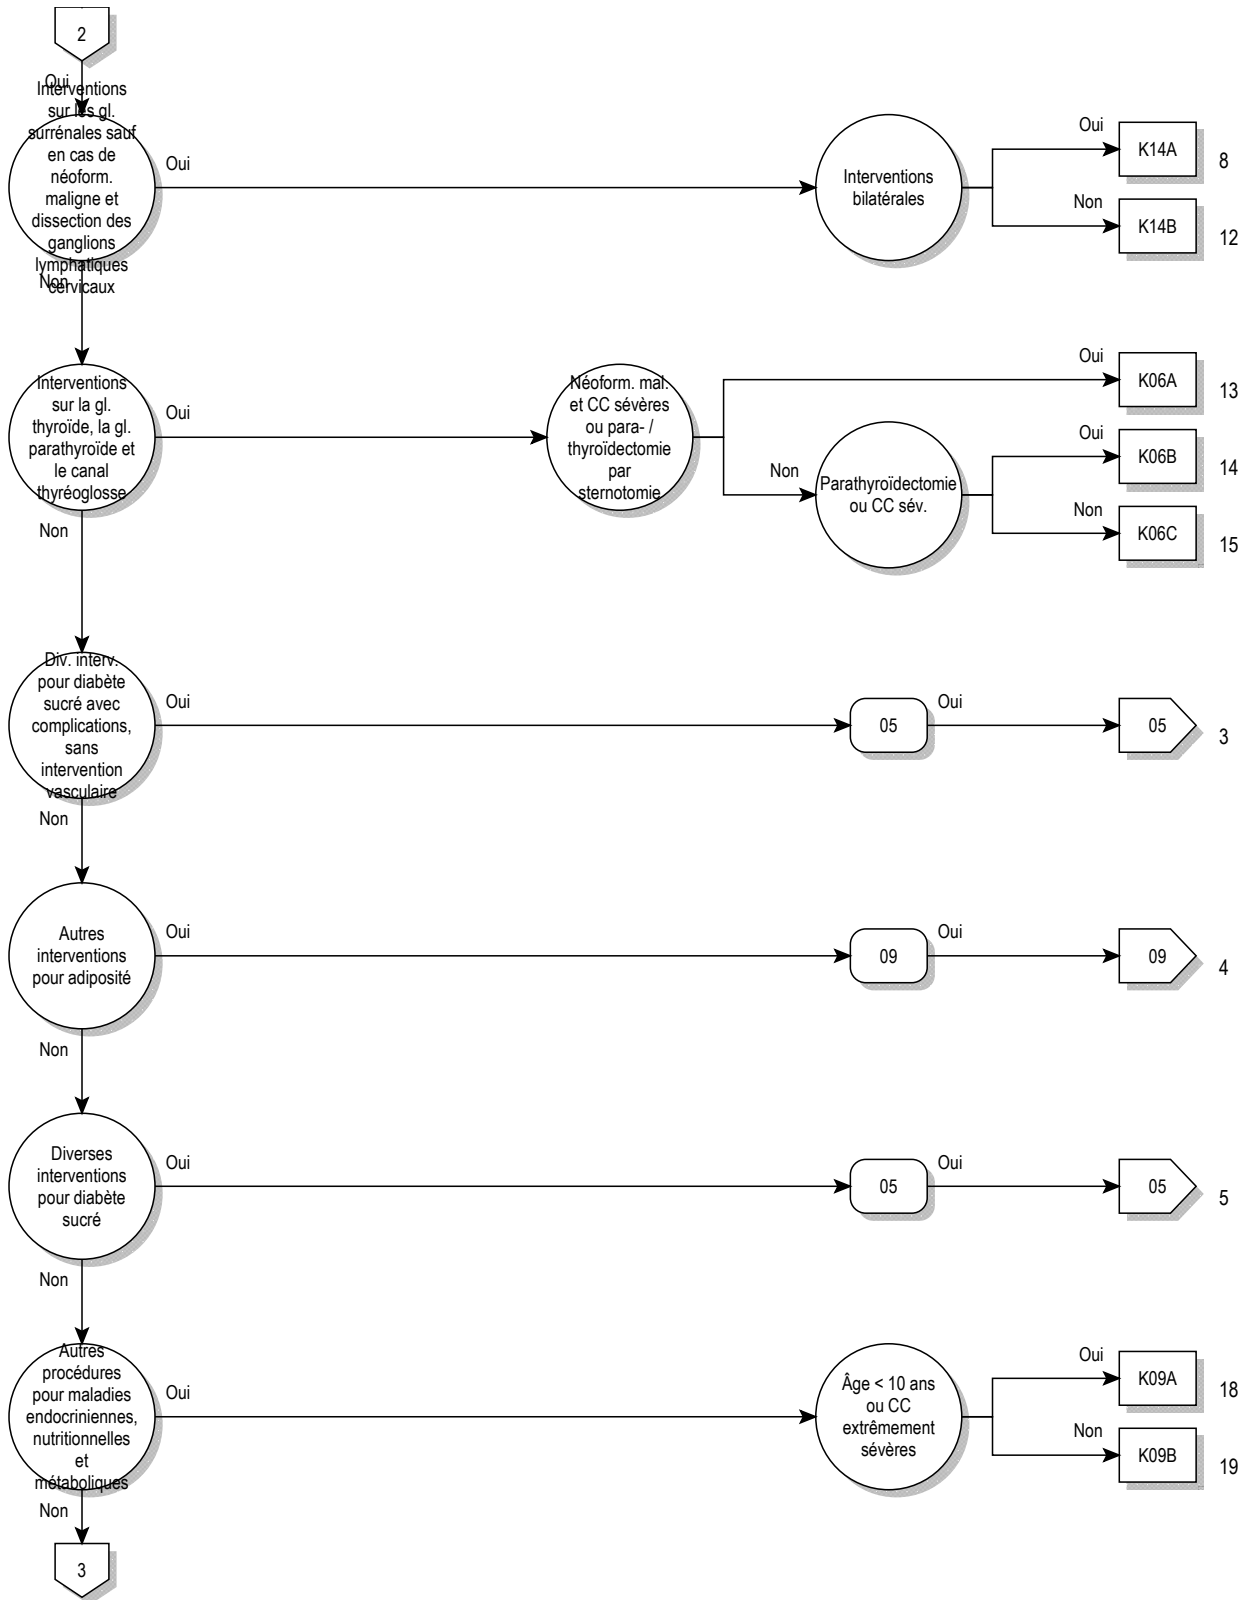 2
Oui
Interventions
sur les gl.
surrénales sauf
en cas de
néoform.
maligne et
dissection des
ganglions
lymphatiques
cervicaux
Oui
Interventions
bilatérales
Oui
K14A
8
Non
K14B
12
Non
Interventions
sur la gl.
thyroïde, la gl.
parathyroïde et
le canal
thyréoglosse
Oui
Néoform. mal.
et CC sévères
ou para- /
thyroïdectomie
par
sternotomie
Oui
K06A
13
Non
Parathyroïdectomie
ou CC sév.
Oui
K06B
14
Non
K06C
15
Non
Div. interv.
pour diabète
sucré avec
complications,
sans
intervention
vasculaire
Oui
05
Oui
05
3
Non
Autres
interventions
pour adiposité
Oui
09
Oui
09
4
Non
Diverses
interventions
pour diabète
sucré
Oui
05
Oui
05
5
Non
Autres
procédures
pour maladies
endocriniennes,
nutritionnelles
et
métaboliques
Oui
Âge < 10 ans
ou CC
extrêmement
sévères
Oui
K09A
18
Non
K09B
19
Non
3